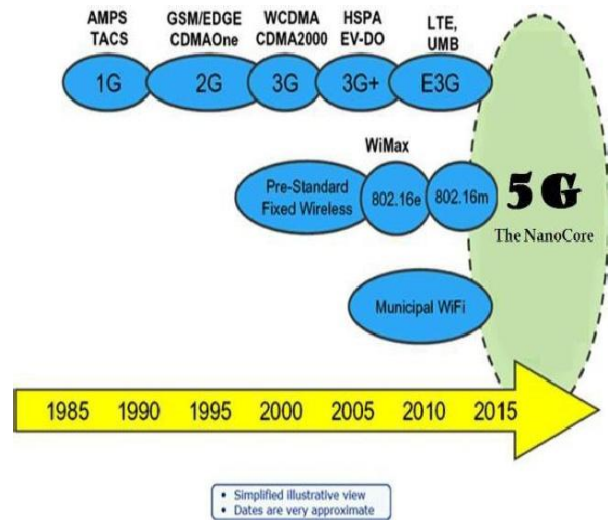 AMPS
TACS
GSM/EDGE
CDMAOne
WCDMA
CDMA2000
HSPA
EV-DO
LTE,
UMB
1G
2G
3G
3G+
E3G
WiMax
Pre-Standard
Fixed Wireless
802.16e
802.16m
5G
The NanoCore
Municipal WiFi
1985 1990 1995 2000 2005 2010 2015
• Simplified illustrative view
• Dates are very approximate